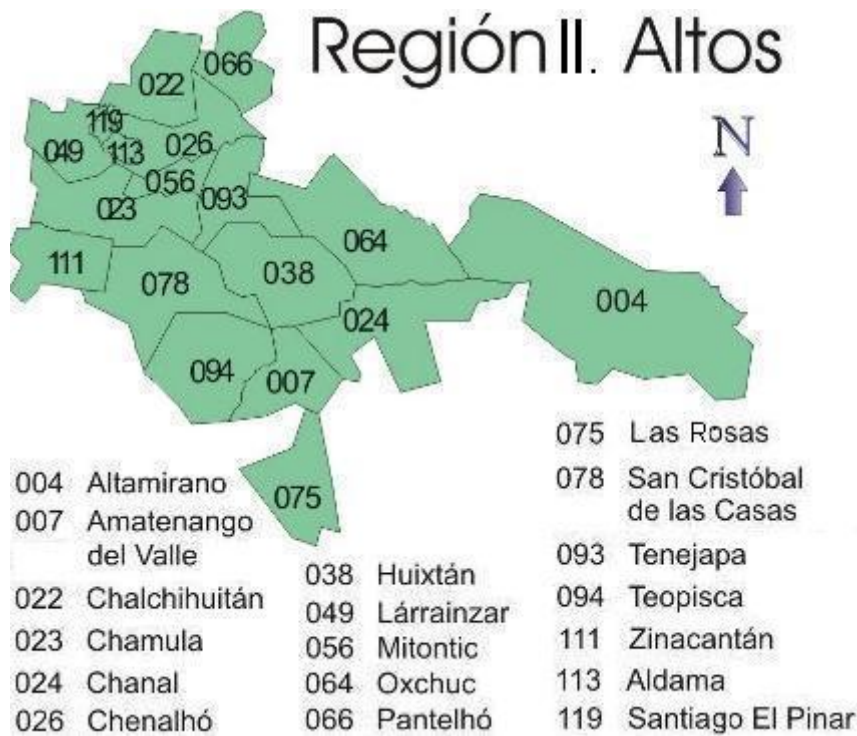 Región II. Altos
N
066
022
119
049
113
026
056
093
023
064
111
078
038
004
024
094
007
075
004 Altamirano
007 Amatenango
del Valle
022 Chalchihuitán
023 Chamula
024 Chanal
026 Chenalhó
038 Huixtán
049 Lárrainzar
056 Mitontic
064 Oxchuc
066 Pantelhó
075 Las Rosas
078 San Cristóbal
de las Casas
093 Tenejapa
094 Teopisca
111 Zinacantán
113 Aldama
119 Santiago El Pinar